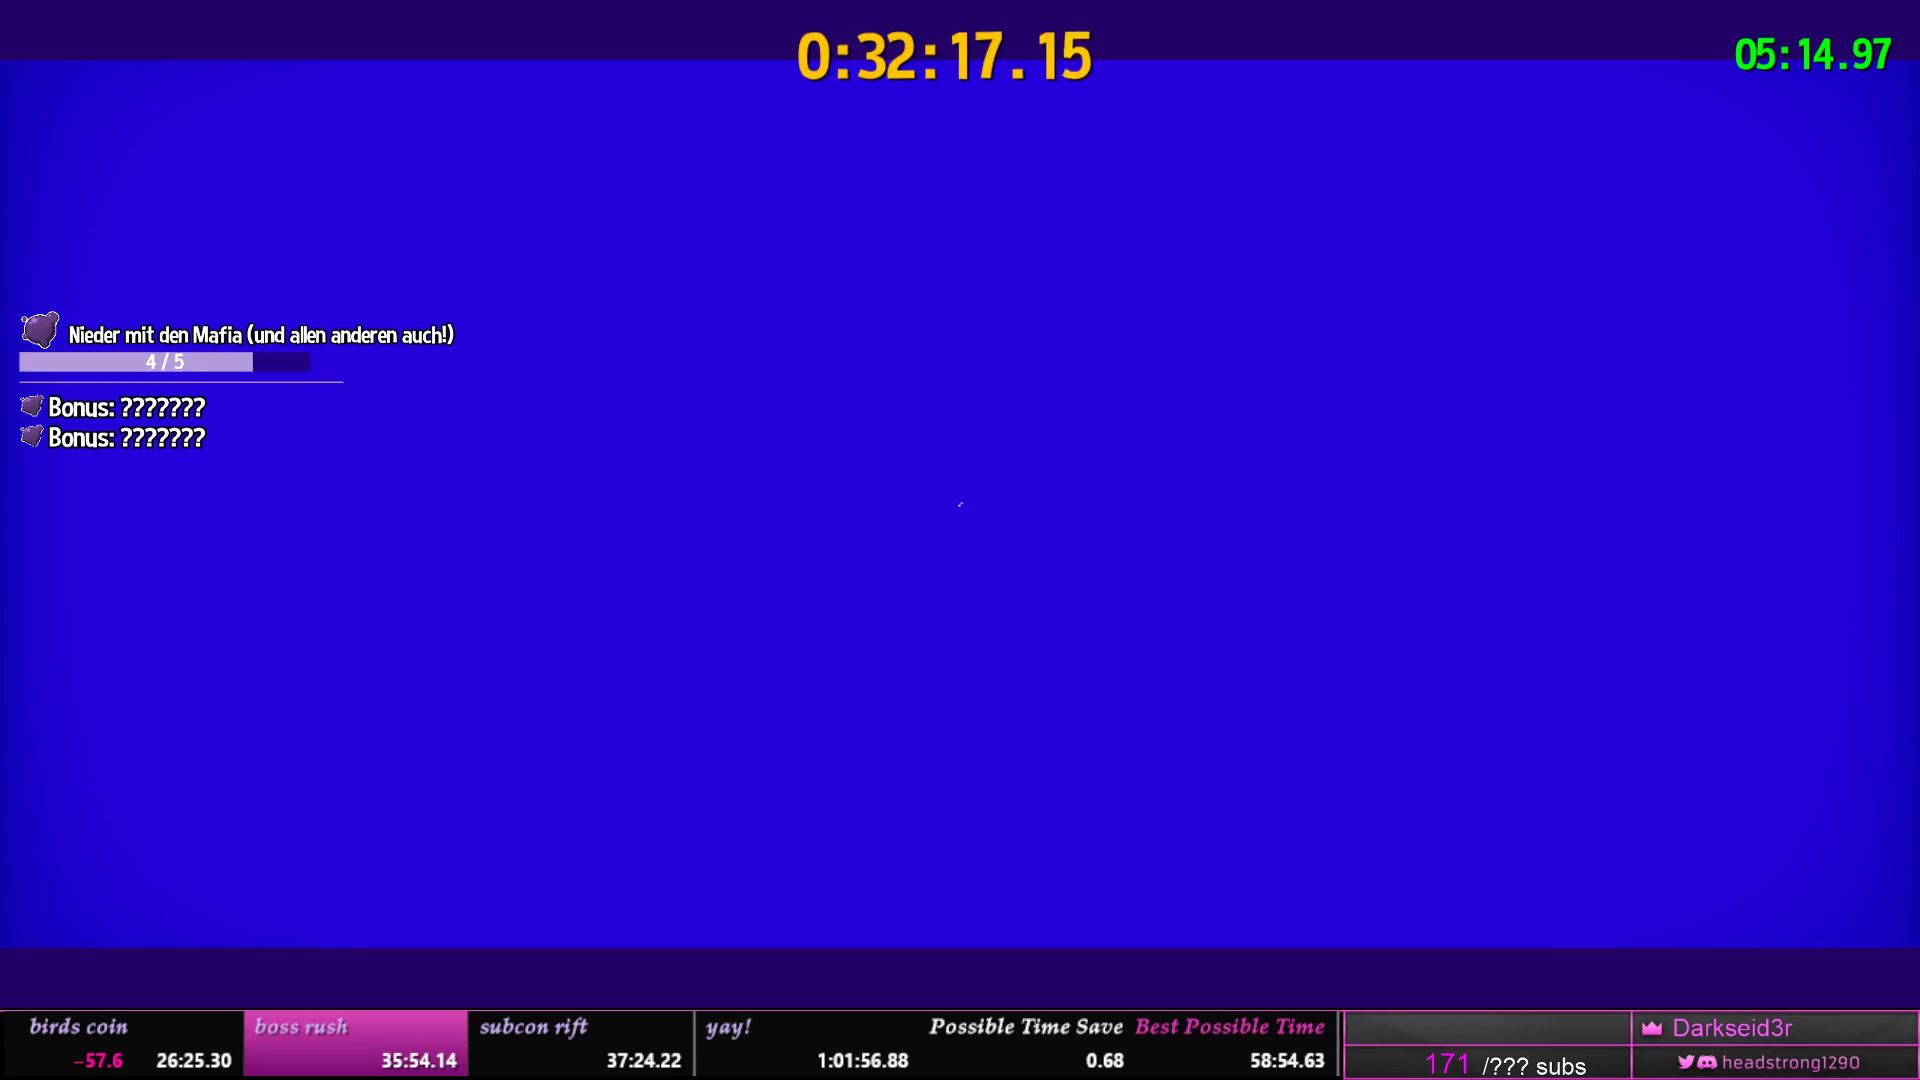 0:32:17.15
05:14.97
Nieder mit den Mafia (und allen anderen auch!)
4 / 5
Bonus: ???????
Bonus: ???????
birds coin
-57.6 26:25.30
boss rush
35:54.14
subcon rift
37:24.22
yay!
1:01:56.88
Possible Time Save
0.68
Best Possible Time
58:54.63
171 /??? subs
Darkseid3r
headstrong1290